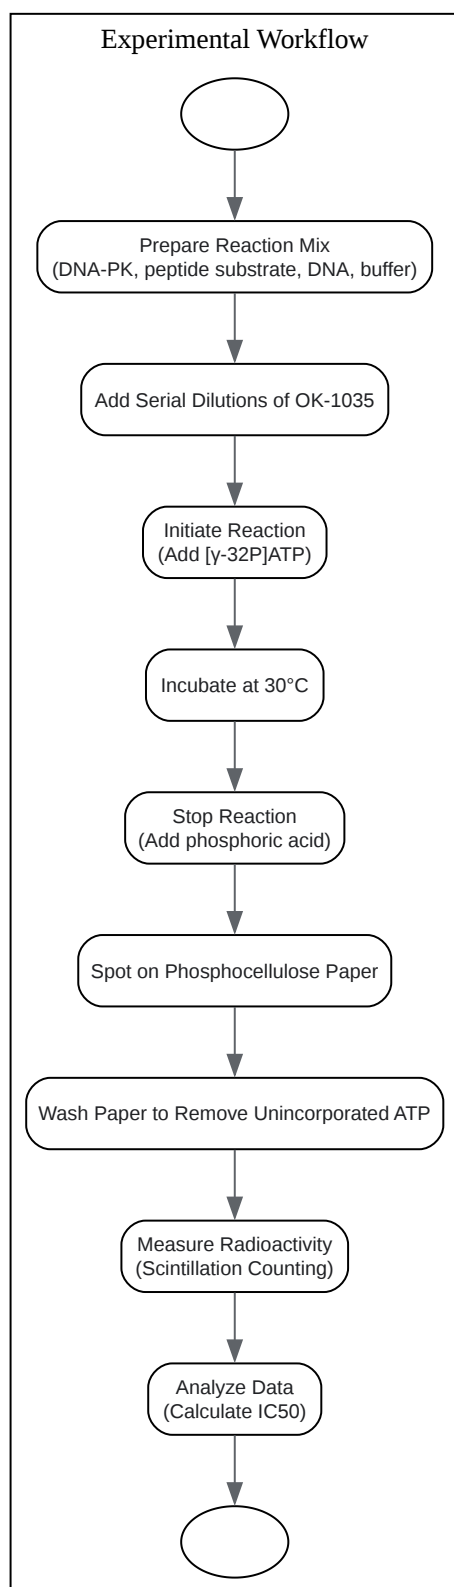 Experimental Workflow
Prepare Reaction Mix
(DNA-PK, peptide substrate, DNA, buffer)
Add Serial Dilutions of OK-1035
Initiate Reaction
(Add [γ-32P]ATP)
Incubate at 30°C
Stop Reaction
(Add phosphoric acid)
Spot on Phosphocellulose Paper
Wash Paper to Remove Unincorporated ATP
Measure Radioactivity
(Scintillation Counting)
Analyze Data
(Calculate IC50)